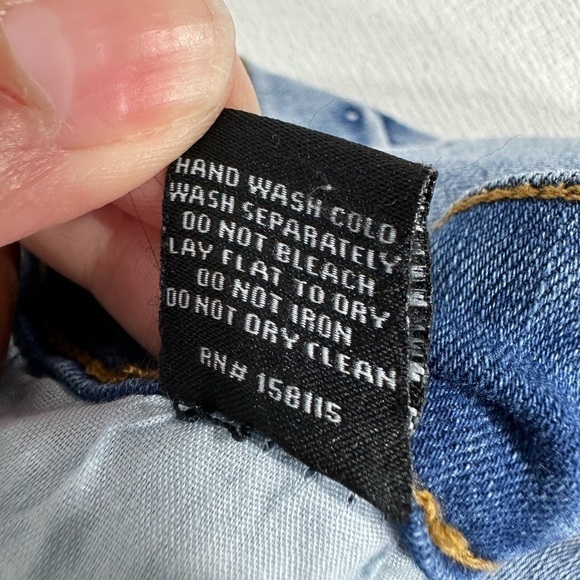 HAND WASH COLD
WASH SEPARATELY
DO NOT BLEACH
LAY FLAT TO DRY
DO NOT IRON
DO NOT DRY CLEAN
RN# 158115